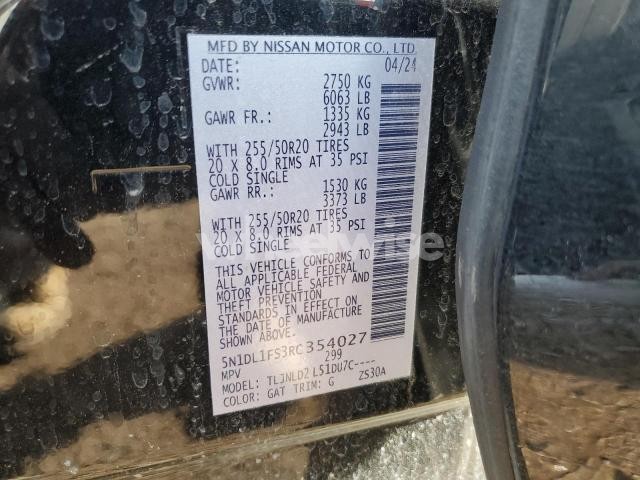 MFD BY NISSAN MOTOR CO., LTD.
DATE: 04/24
GVWR: 2750 KG
6063 LB
GAWR FR.: 1335 KG
2943 LB
WITH 255/50R20 TIRES
20 X 8.0 RIMS AT 35 PSI
COLD SINGLE
GAWR RR.: 1530 KG
3373 LB
WITH 255/50R20 TIRES
20 X 8.0 RIMS AT 35 PSI
COLD SINGLE
THIS VEHICLE CONFORMS TO
ALL APPLICABLE FEDERAL
MOTOR VEHICLE SAFETY AND
THEFT PREVENTION
STANDARDS IN EFFECT ON
THE DATE OF MANUFACTURE
5N1DL1FS3RC354027
MPV 299
MODEL: TLJNLD2 L51DU7C----
COLOR: GAT TRIM: G ZS30A